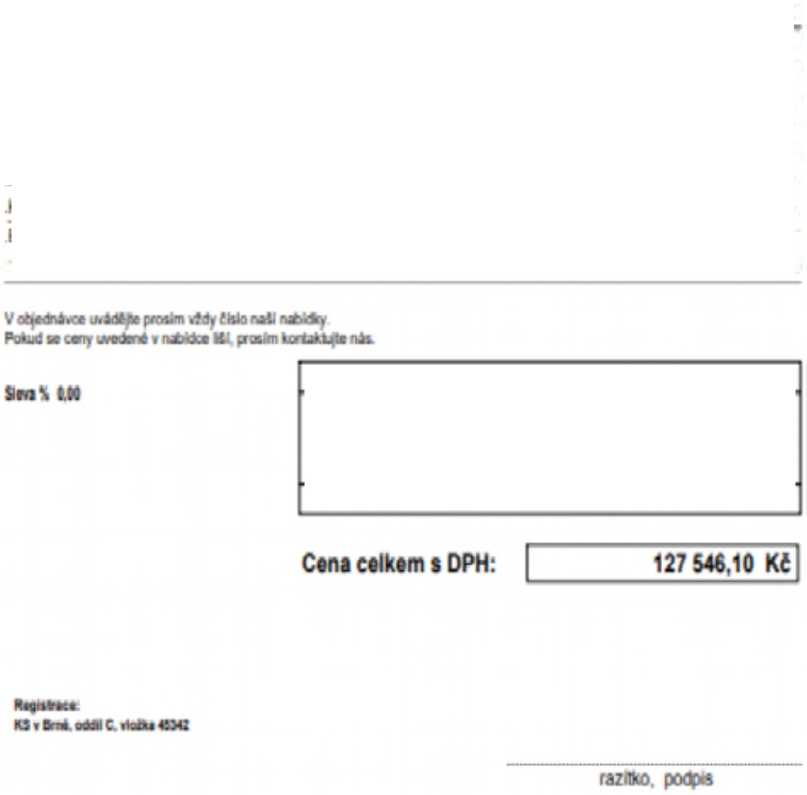 V objednávce uvádějte prosím vždy číslo naší nabídky.
Pokud se ceny uvedené v nabídce liší, prosím kontaktujte nás.
Sleva % 0,00
Cena celkem s DPH: 127 546,10 Kč
Registrace:
KS v Brně, oddíl C, vložka 45342
razítko, podpis